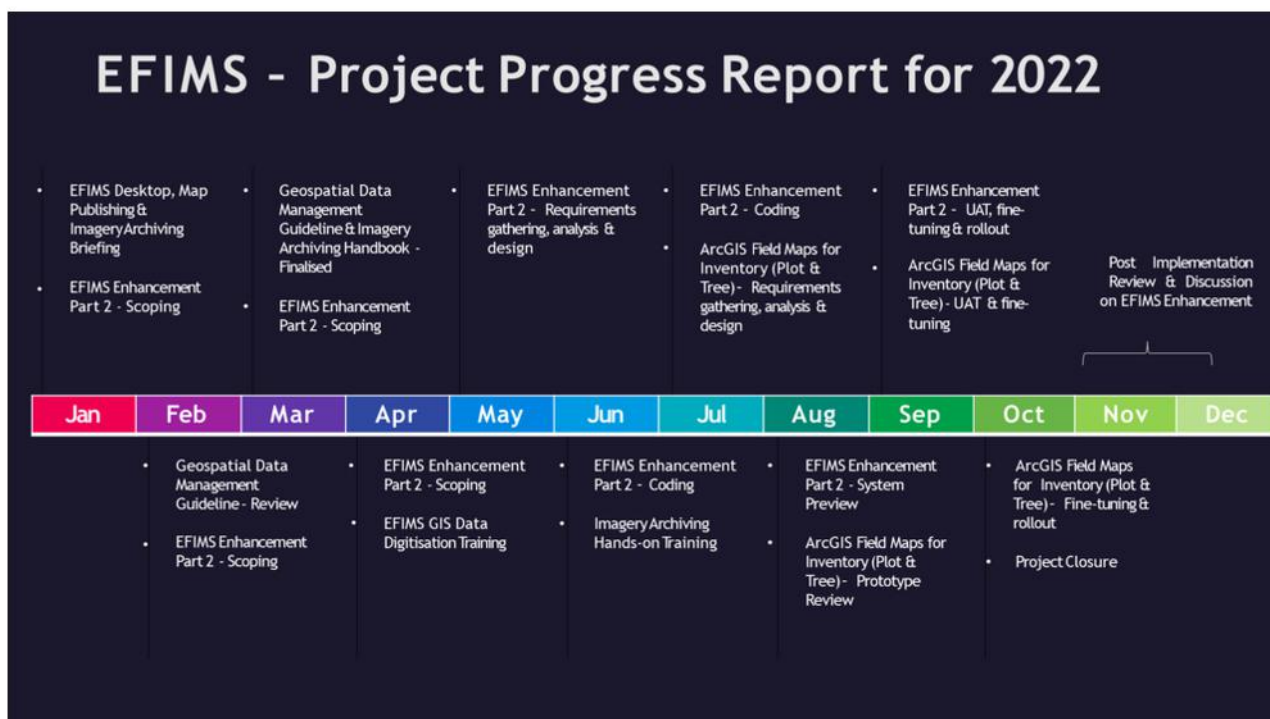 EFIMS - Project Progress Report for 2022
• EFIMS Desktop, Map
Publishing &
Imagery Archiving
Briefing
• EFIMS Enhancement
Part 2 - Scoping
• Geospatial Data
Management
Guideline & Imagery
Archiving Handbook -
Finalised
• EFIMS Enhancement
Part 2 - Scoping
• EFIMS Enhancement
Part 2 - Requirements
gathering, analysis &
design
• EFIMS Enhancement
Part 2 - Coding
• ArcGIS Field Maps for
Inventory (Plot &
Tree) - Requirements
gathering, analysis &
design
• EFIMS Enhancement
Part 2 - UAT, fine-
tuning & rollout
• ArcGIS Field Maps for
Inventory (Plot &
Tree) - UAT & fine-
tuning
Post Implementation
Review & Discussion
on EFIMS Enhancement
Jan Feb Mar Apr May Jun Jul Aug Sep Oct Nov Dec
• Geospatial Data
Management
Guideline - Review
• EFIMS Enhancement
Part 2 - Scoping
• EFIMS Enhancement
Part 2 - Scoping
• EFIMS GIS Data
Digitisation Training
• EFIMS Enhancement
Part 2 - Coding
• Imagery Archiving
Hands-on Training
• EFIMS Enhancement
Part 2 - System
Preview
• ArcGIS Field Maps for
Inventory (Plot &
Tree) - Prototype
Review
• ArcGIS Field Maps
for Inventory (Plot &
Tree) - Fine-tuning &
rollout
• Project Closure